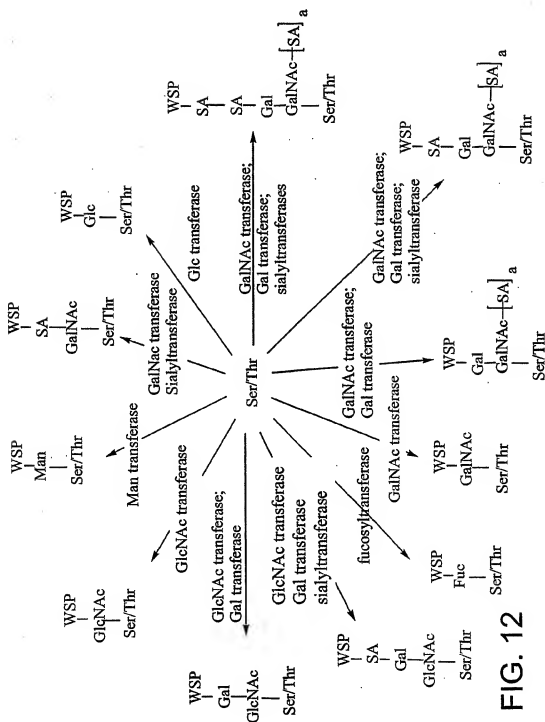 WSP
Man
Ser/Thr
Man transferase
WSP
SA
GalNAc
Ser/Thr
GalNac transferase
Sialyltransferase
WSP
Glc
Ser/Thr
Glc transferase
WSP
SA
SA
Gal
GalNAc—[SA]a
Ser/Thr
GalNAc transferase;
Gal transferase;
sialyltransferases
WSP
SA
Gal
GalNAc—[SA]a
Ser/Thr
GalNAc transferase;
Gal transferase;
sialyltransferase
WSP
Gal
GalNAc—[SA]a
Ser/Thr
GalNAc transferase;
Gal transferase
WSP
GalNAc
Ser/Thr
GalNAc transferase
WSP
Fuc
Ser/Thr
fucosyltransferase
WSP
SA
Gal
GlcNAc
Ser/Thr
GlcNAc transferase
Gal transferase
sialyltransferase
WSP
Gal
GlcNAc
Ser/Thr
GlcNAc transferase;
Gal transferase
WSP
GlcNAc
Ser/Thr
GlcNAc transferase
Ser/Thr
FIG. 12